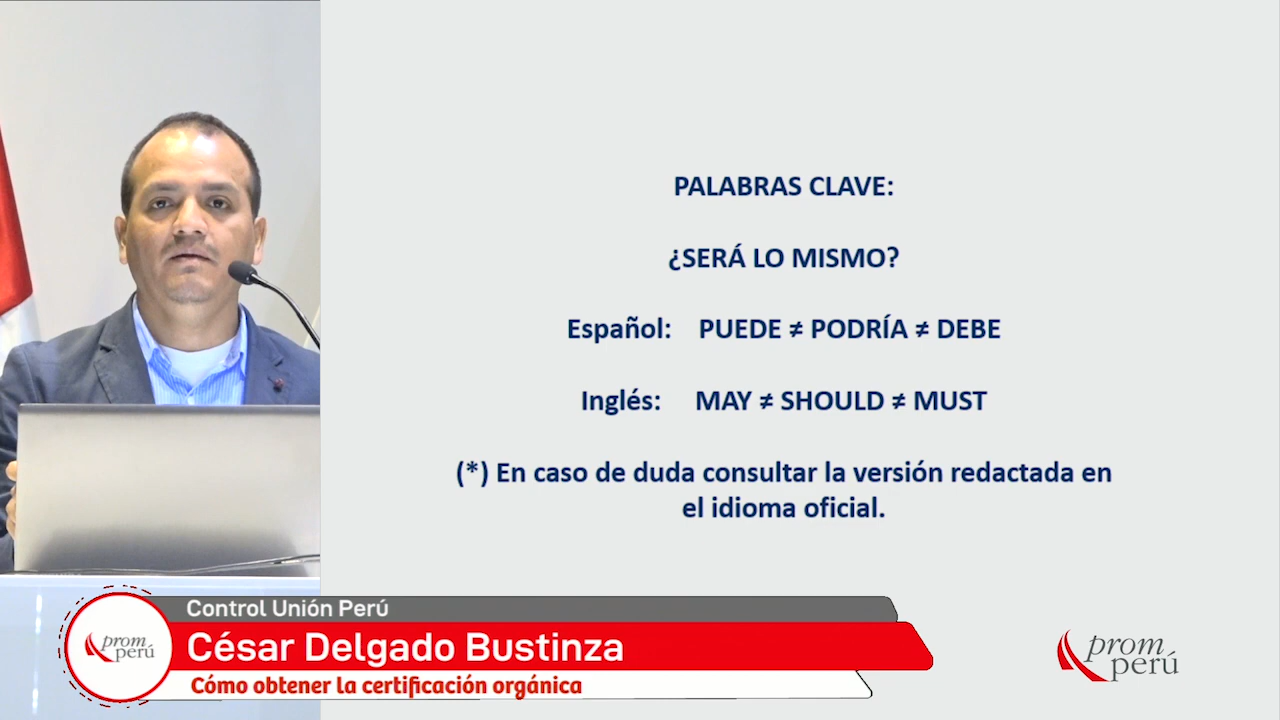 PALABRAS CLAVE:
¿SERÁ LO MISMO?
Español: PUEDE ≠ PODRÍA ≠ DEBE
Inglés: MAY ≠ SHOULD ≠ MUST
(*) En caso de duda consultar la versión redactada en
el idioma oficial.
Control Unión Perú
César Delgado Bustinza
Cómo obtener la certificación orgánica
prom
perú
prom
perú